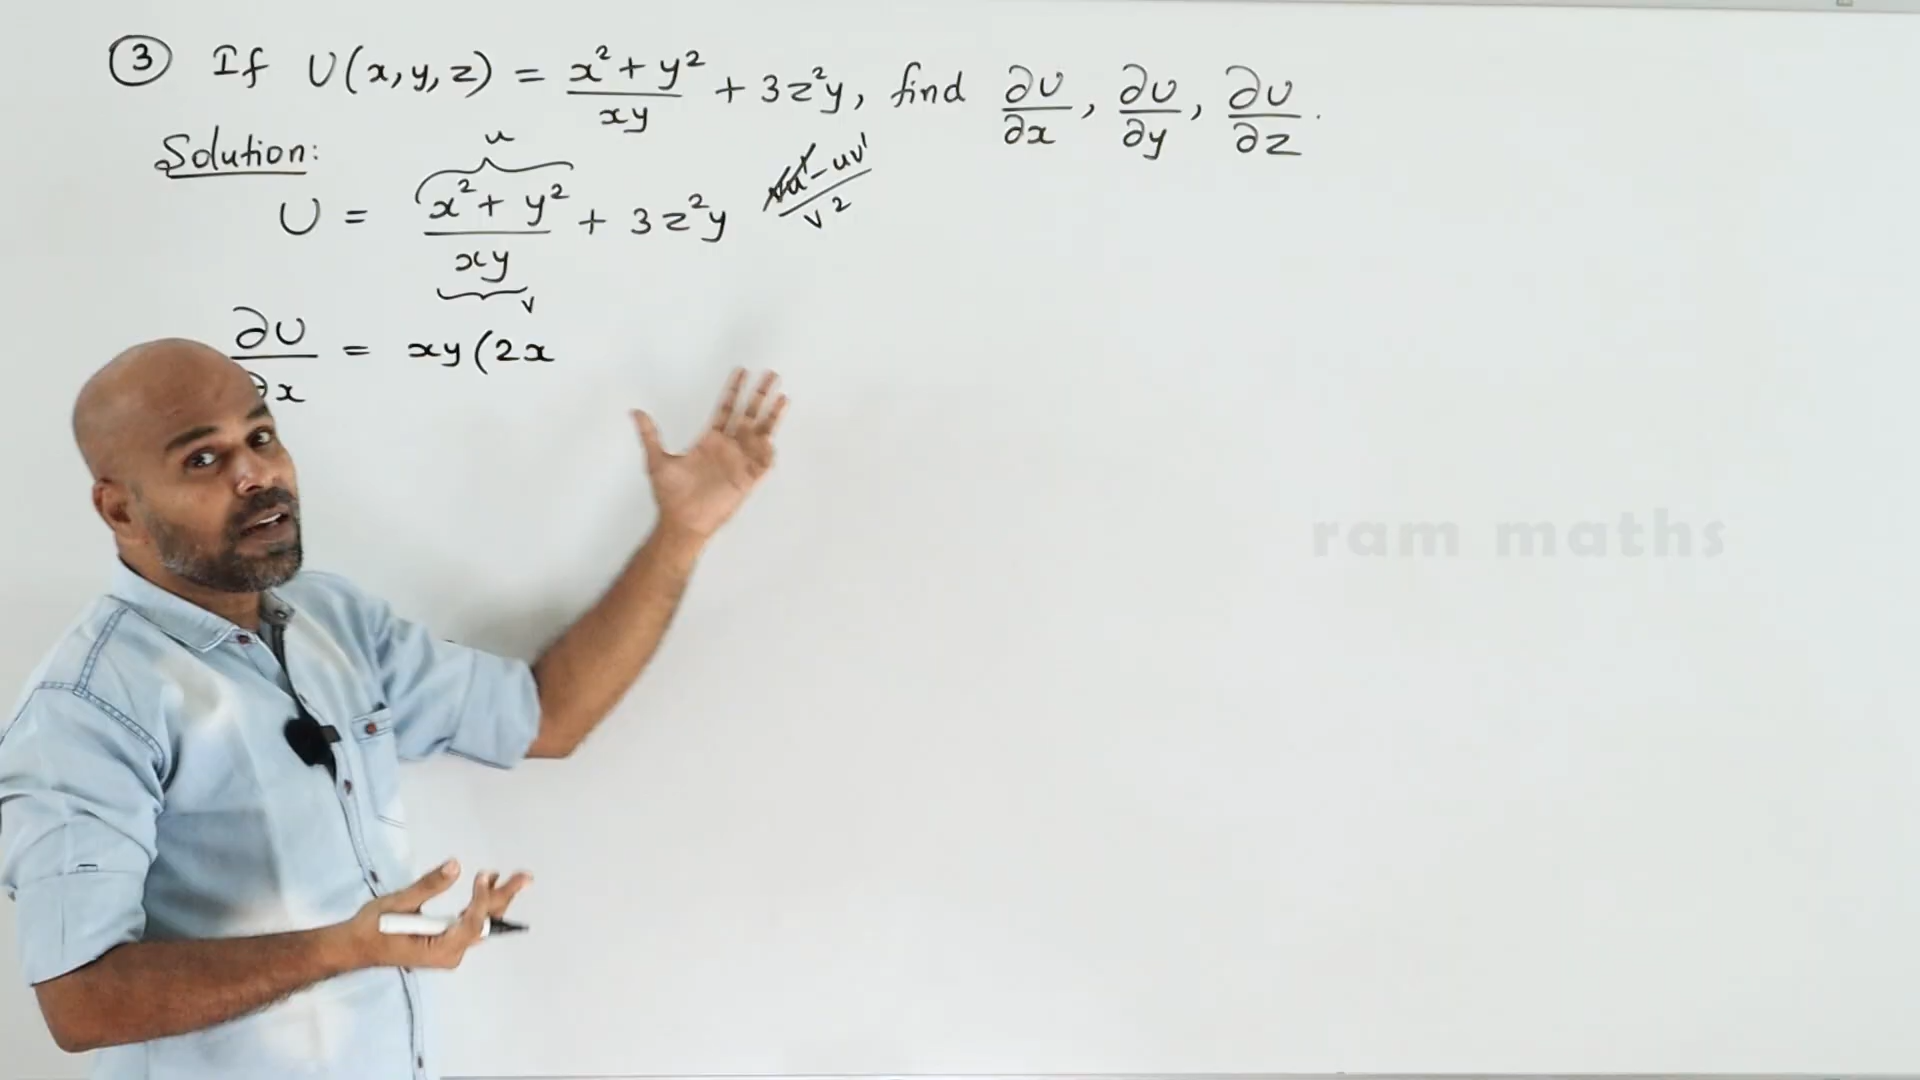 ③ If U(x,y,z) = x²+y²/xy + 3z²y, find ∂U/∂x, ∂U/∂y, ∂U/∂z.
Solution:
u
U = x²+y²/xy + 3z²y
vu'-uv'/v²
v
∂U/∂x = xy(2x
ram maths